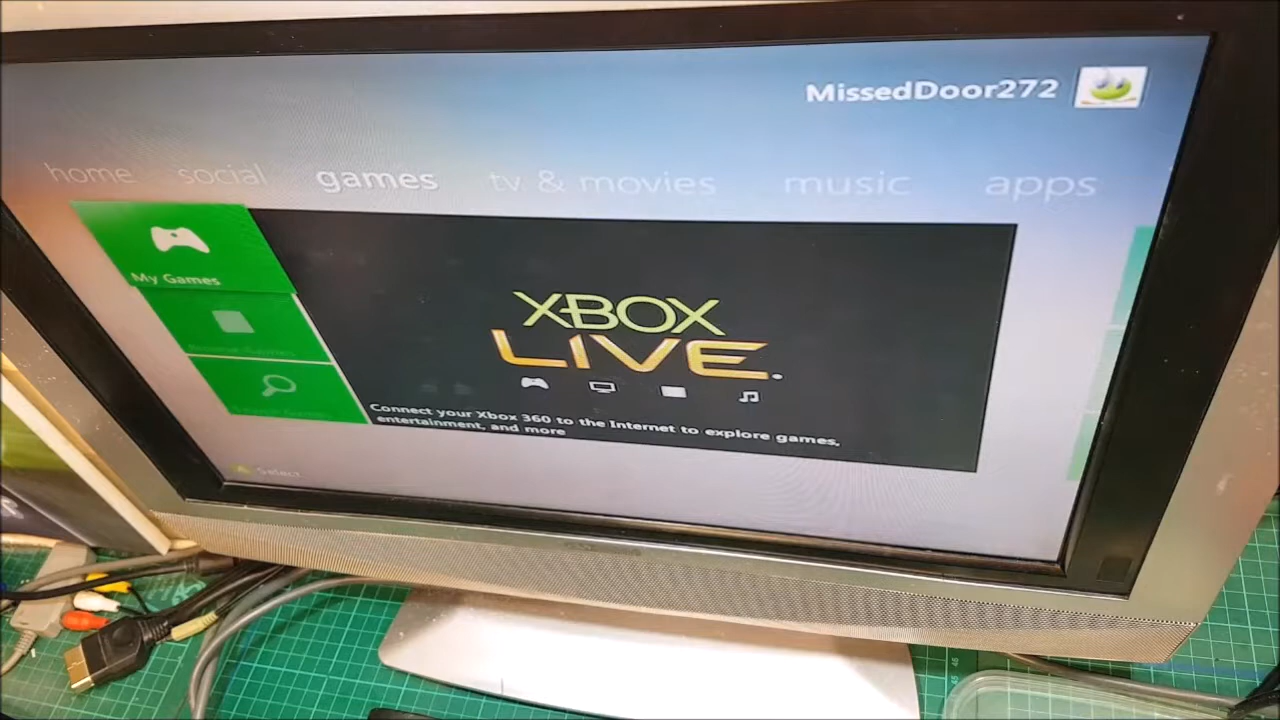 MissedDoor272
home social games tv & movies music apps
My Games
XBOX
LIVE.
Connect your Xbox 360 to the Internet to explore games,
entertainment, and more
Select